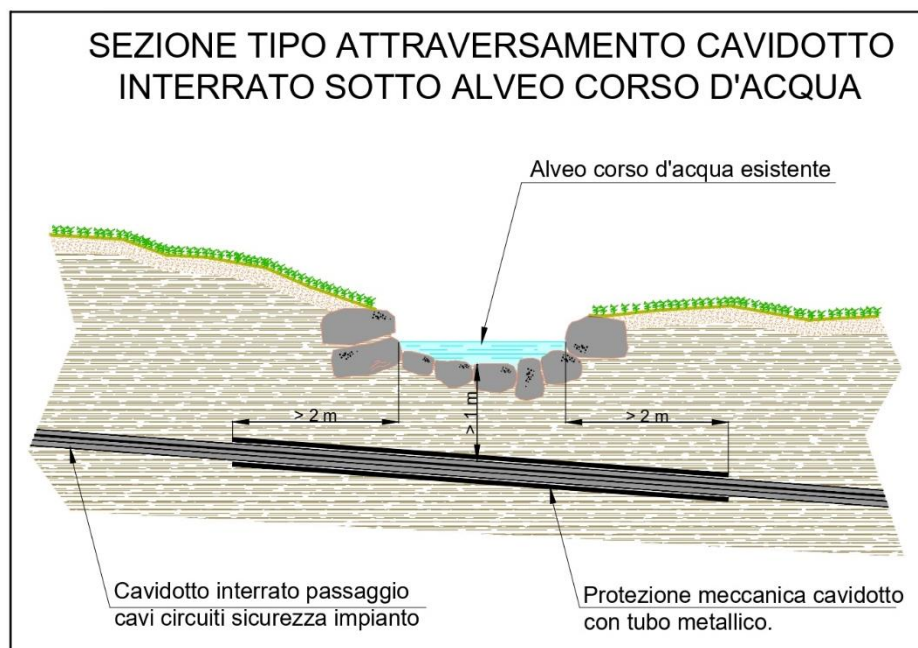 SEZIONE TIPO ATTRAVERSAMENTO CAVIDOTTO
INTERRATO SOTTO ALVEO CORSO D'ACQUA
Alveo corso d'acqua esistente
> 2 m
> 1 m
> 2 m
Cavidotto interrato passaggio
cavi circuiti sicurezza impianto
Protezione meccanica cavidotto
con tubo metallico.